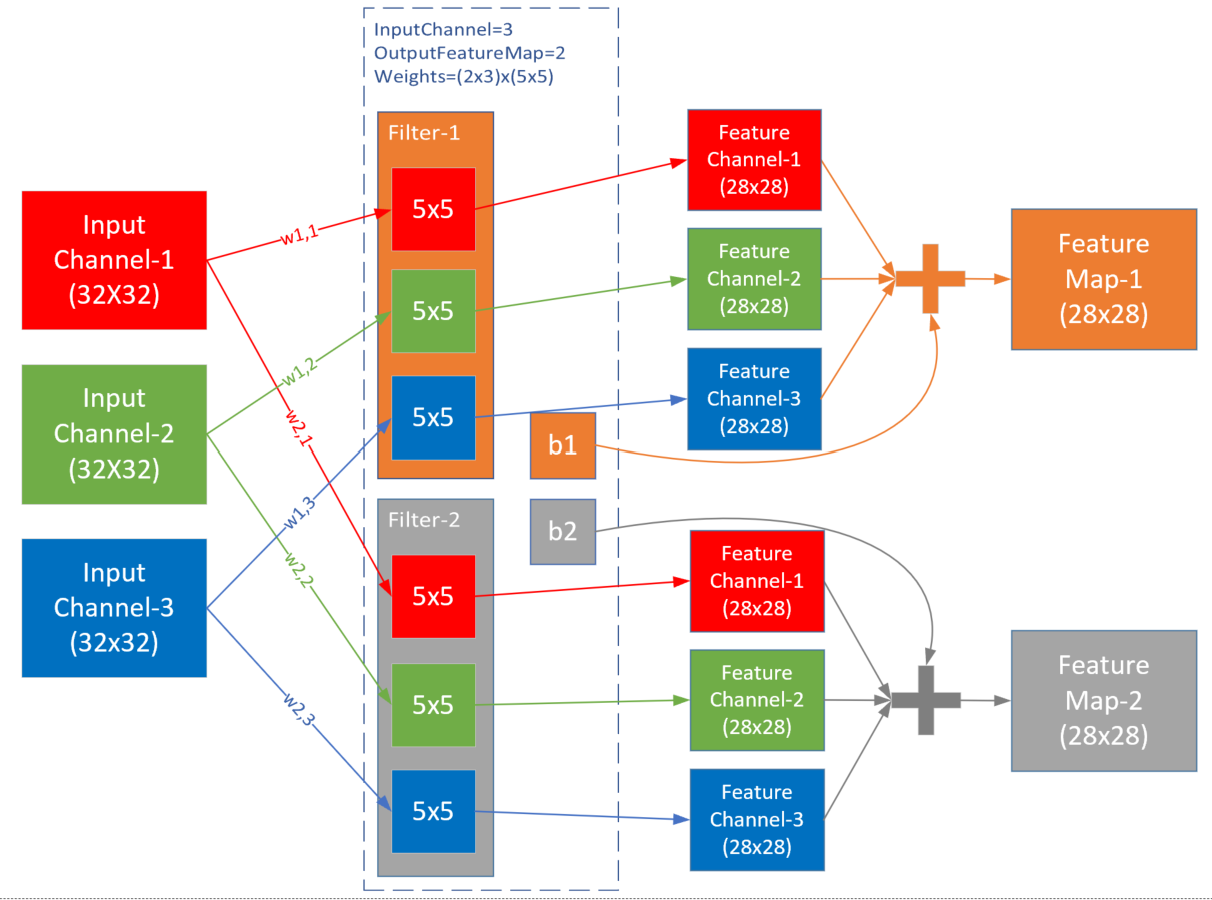 InputChannel=3
OutputFeatureMap=2
Weights=(2x3)x(5x5)
Input
Channel-1
(32X32)
Input
Channel-2
(32X32)
Input
Channel-3
(32x32)
w1,1
w1,2
w2,1
w1,3
w2,2
w2,3
Filter-1
5x5
5x5
5x5
b1
b2
Filter-2
5x5
5x5
5x5
Feature
Channel-1
(28x28)
Feature
Channel-2
(28x28)
Feature
Channel-3
(28x28)
Feature
Map-1
(28x28)
Feature
Channel-1
(28x28)
Feature
Channel-2
(28x28)
Feature
Channel-3
(28x28)
Feature
Map-2
(28x28)